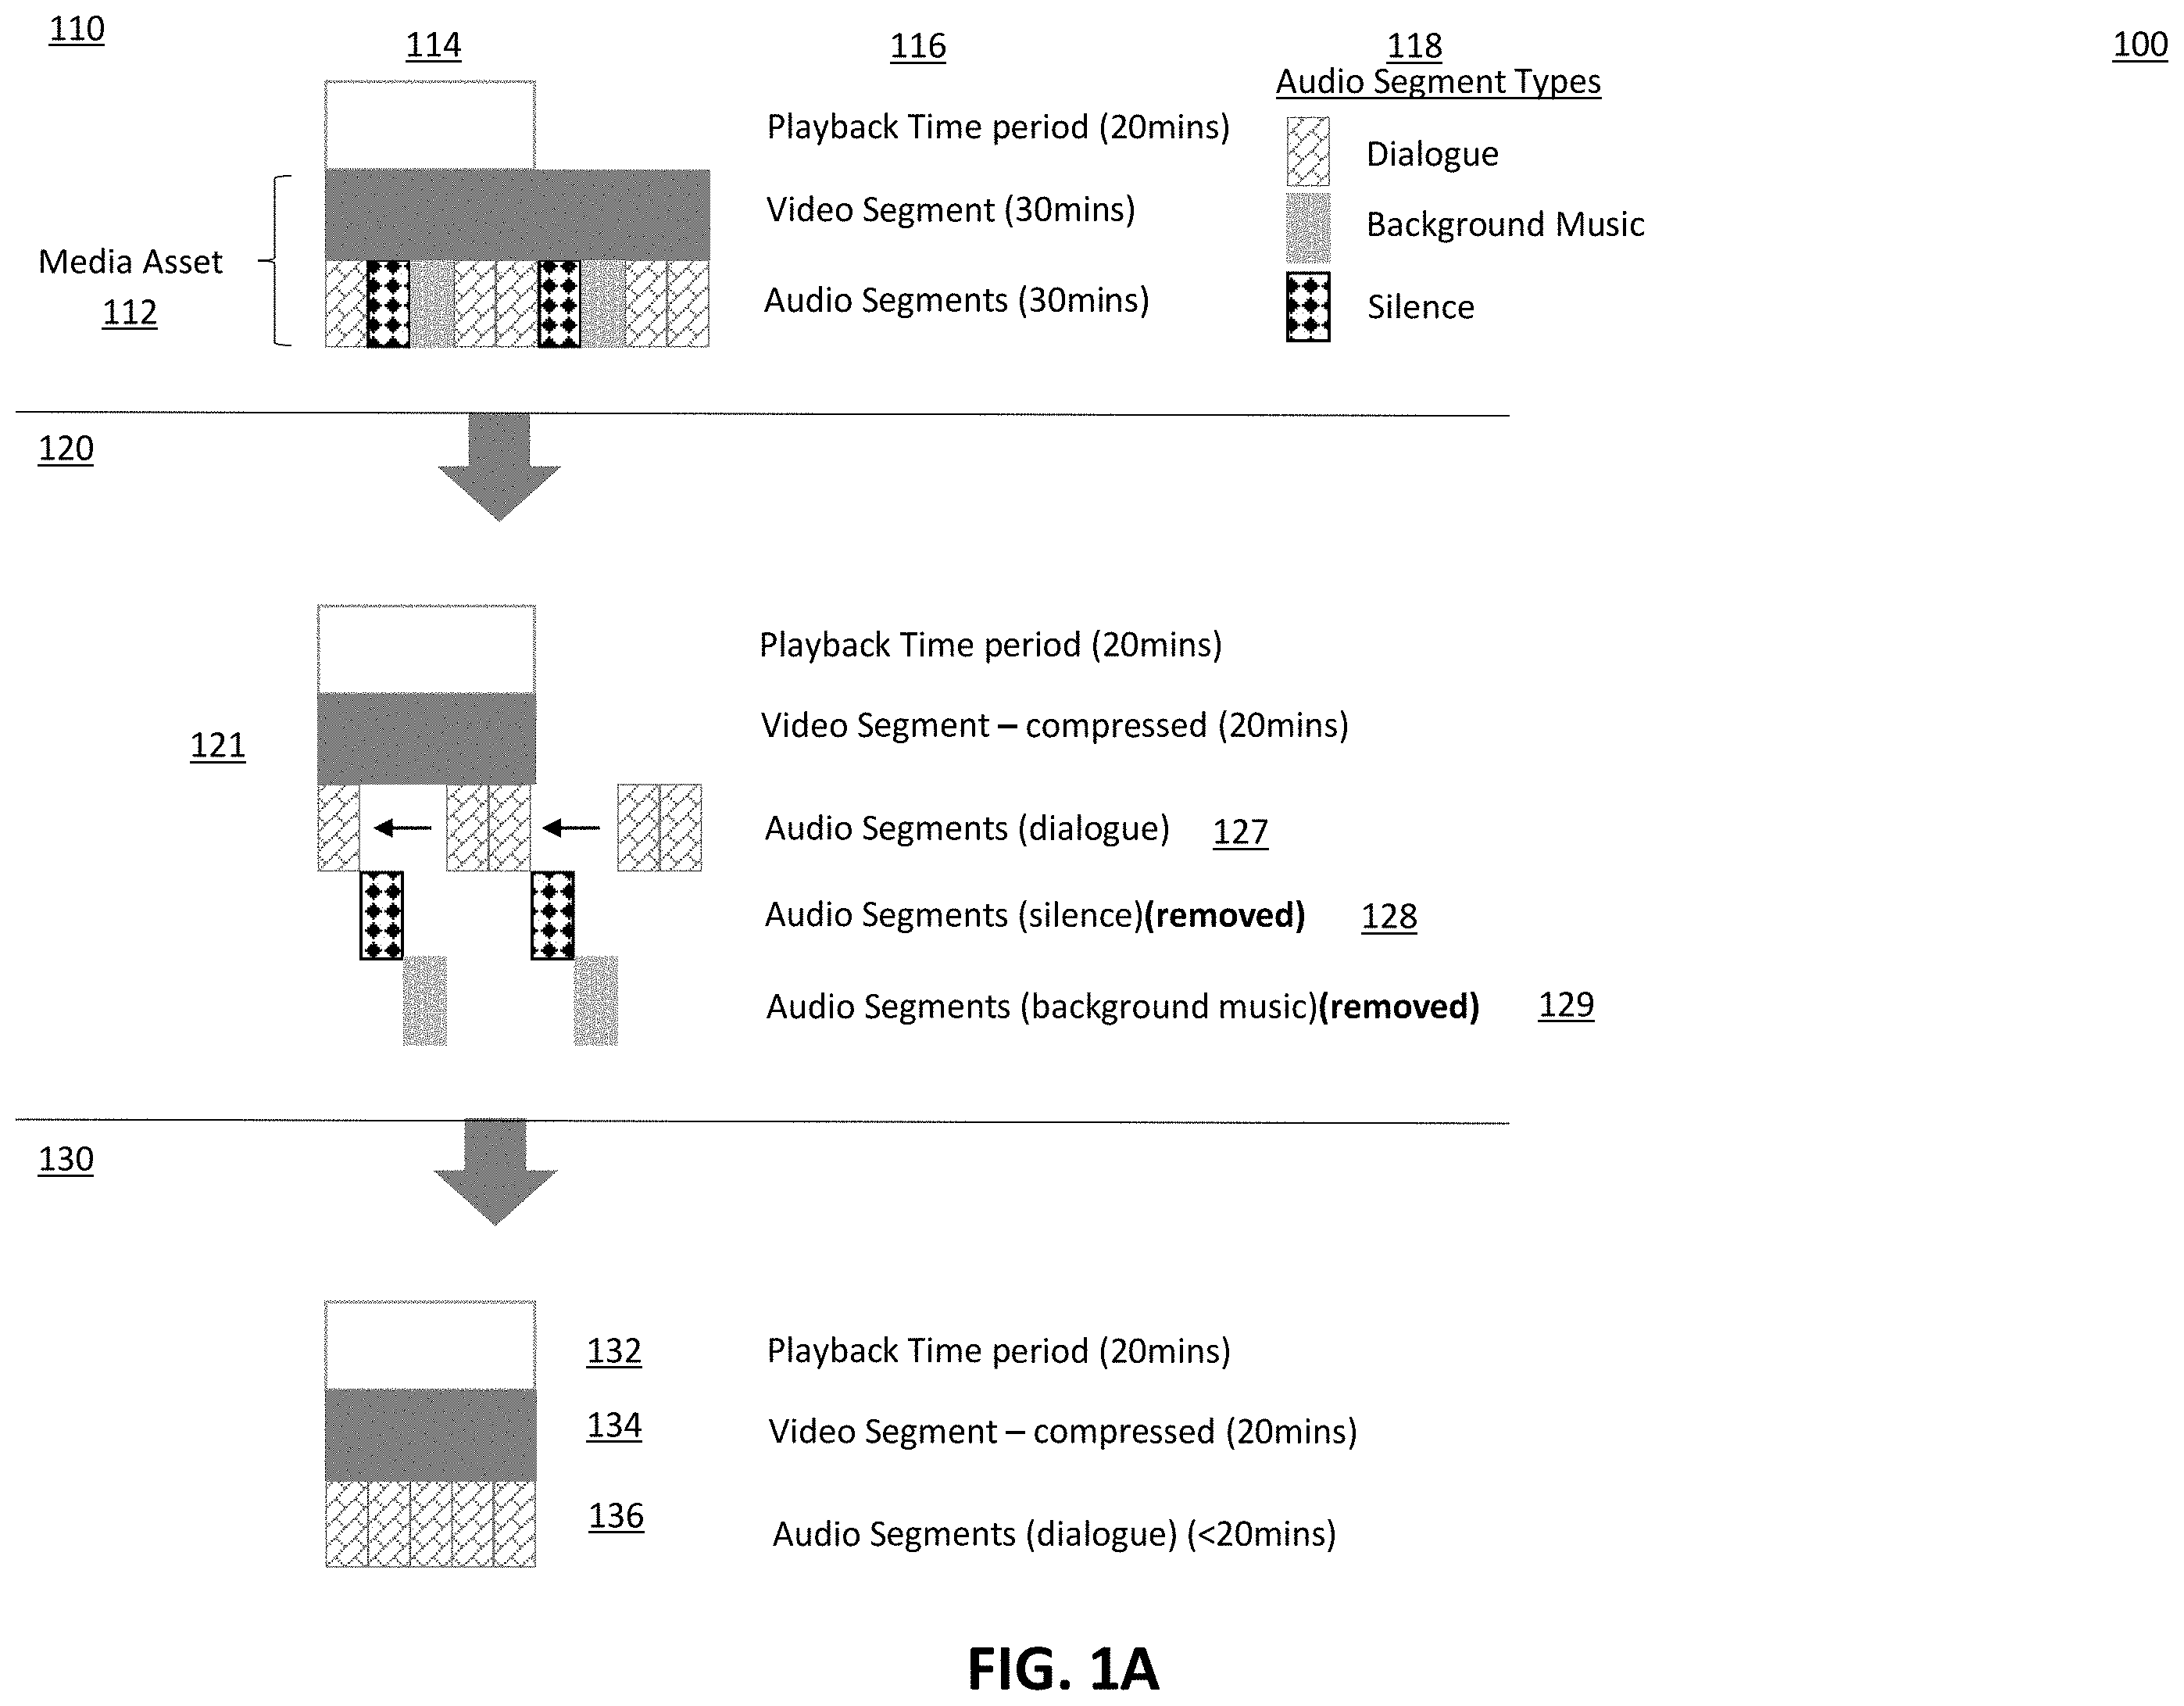 110
114
116
118
100
Audio Segment Types
Playback Time period (20mins)
Dialogue
Video Segment (30mins)
Background Music
Media Asset
112
Audio Segments (30mins)
Silence
120
Playback Time period (20mins)
121
Video Segment – compressed (20mins)
Audio Segments (dialogue) 127
Audio Segments (silence)(removed) 128
Audio Segments (background music)(removed) 129
130
132 Playback Time period (20mins)
134 Video Segment – compressed (20mins)
136 Audio Segments (dialogue) (<20mins)
FIG. 1A